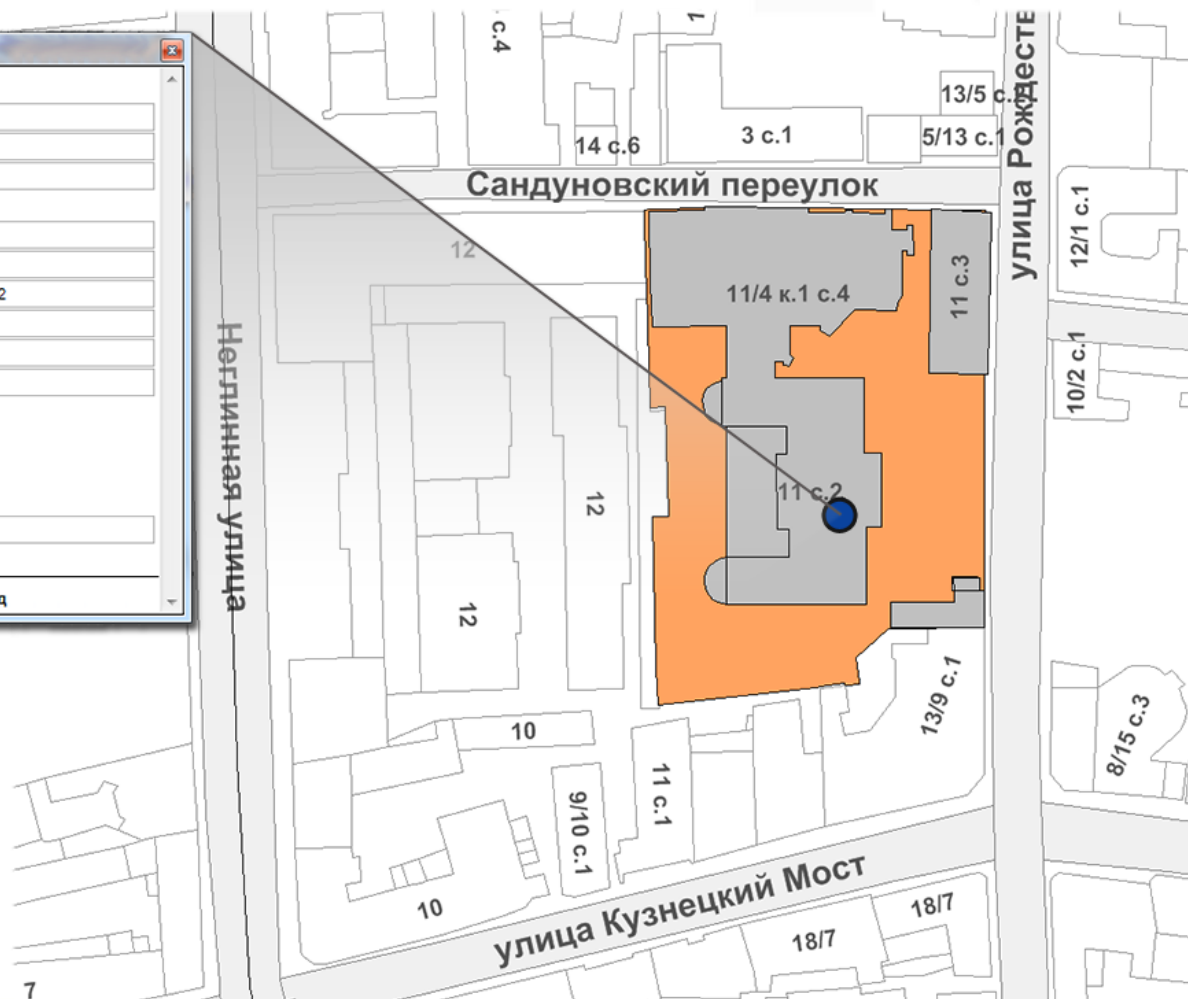 с.4
13/5 с.
14 с.6
3 с.1
5/13 с.1
Сандуновский переулок
улица Рождеств
12/1 с.1
12
11/4 к.1 с.4
11 с.3
2
Неглинная улица
10/2 с.1
12
11 с.2
12
д
13/9 с.1
8/15 с.3
10
11 с.1
9/10 с.1
10
улица Кузнецкий Мост
18/7
18/7
7